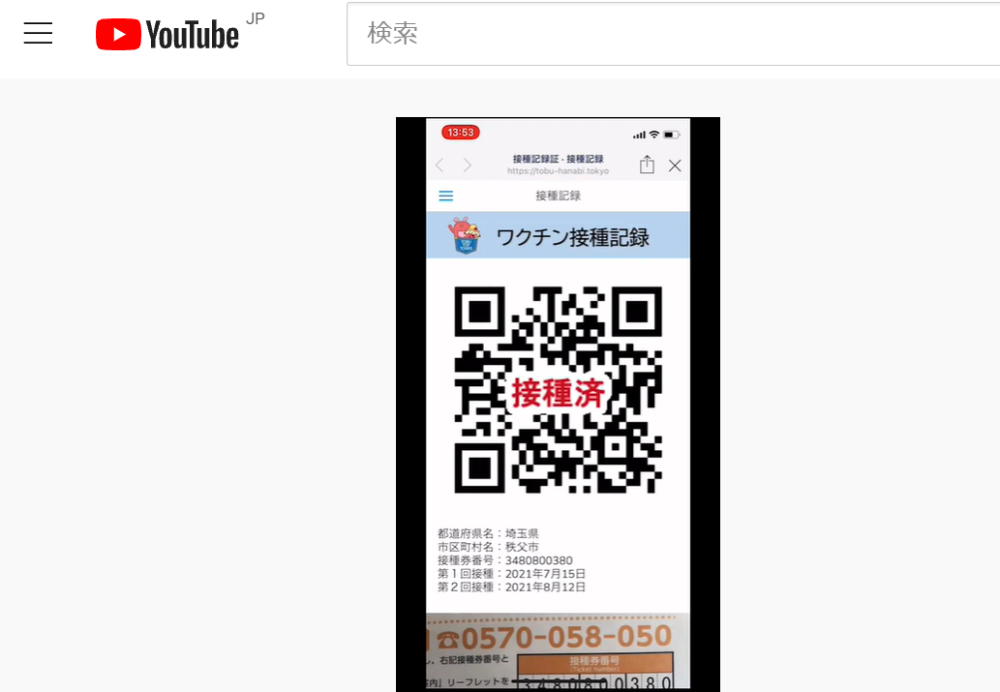 YouTube JP
検索
13:53
接種記録証 - 接種記録
https://tobu-hanabi.tokyo
接種記録
ワクチン接種記録
接種済
都道府県名：埼玉県
市区町村名：秩父市
接種券番号：3480800380
第１回接種：2021年7月15日
第２回接種：2021年8月12日
☎0570-058-050
し、右記接種券番号と
接種券番号
(Ticket number)
案内」リーフレットを
3480800380